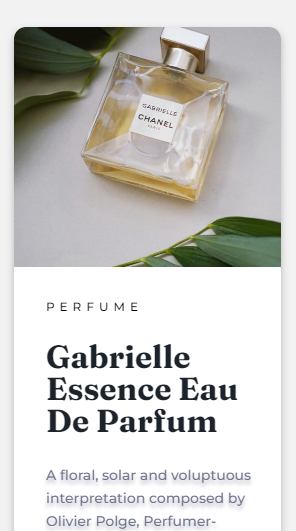 GABRIELLE
CHANEL
PARIS
PERFUME
Gabrielle
Essence Eau
De Parfum
A floral, solar and voluptuous
interpretation composed by
Olivier Polge, Perfumer-